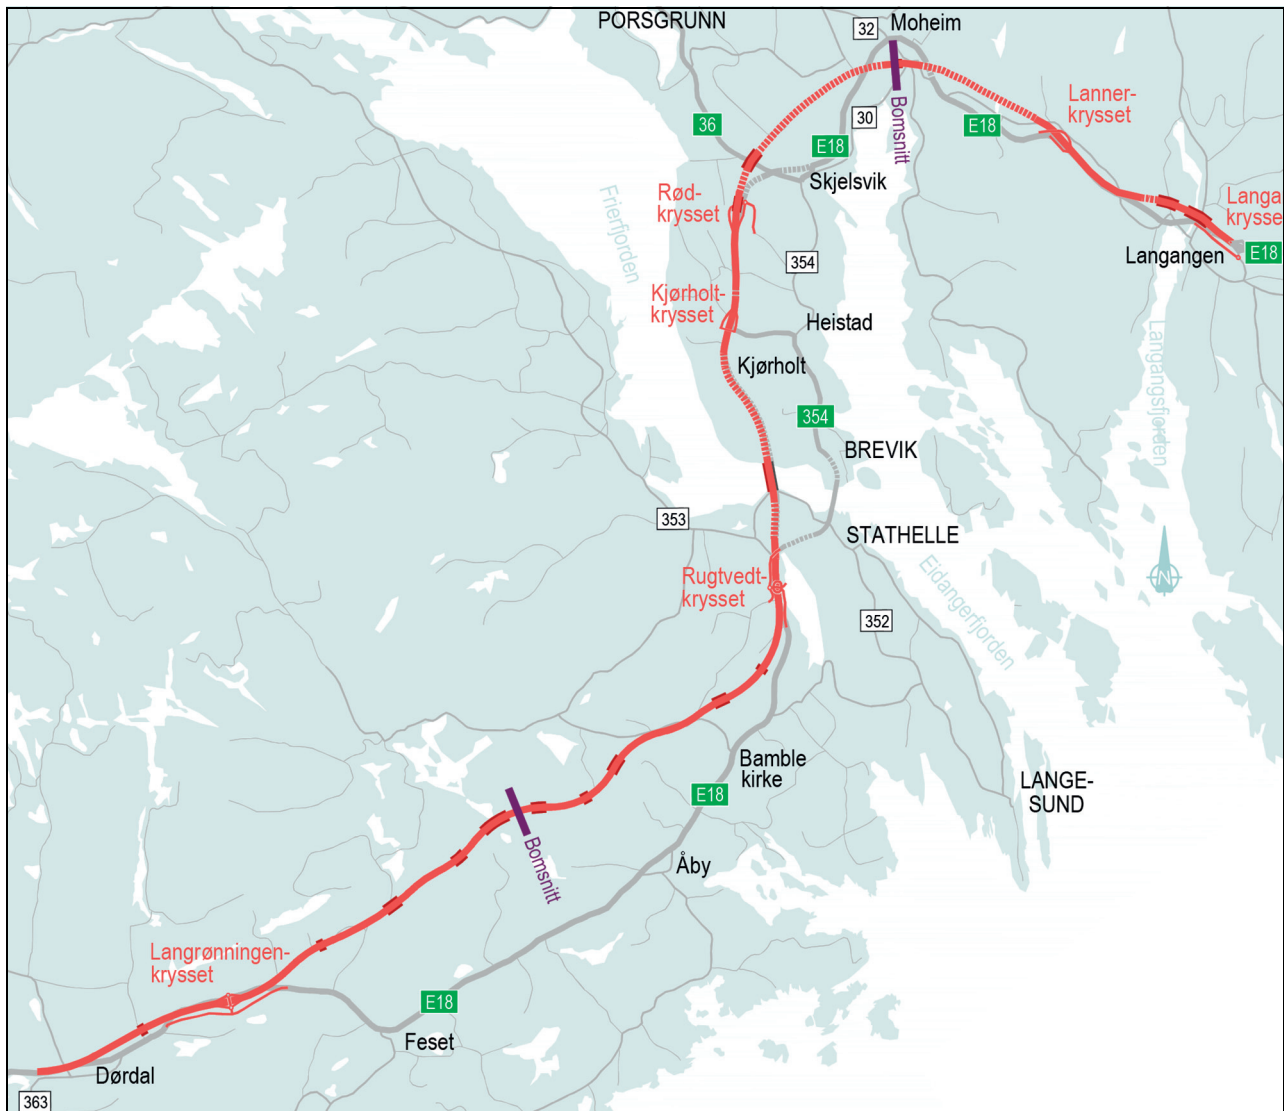 PORSGRUNN
32
Moheim
Lanner-
krysset
36
E18
30
Bomsnitt
E18
Skjelsvik
Rød-
krysset
Langa
krysse
Langangen
E18
Frierfjorden
354
Kjørholt-
krysset
Heistad
Kjørholt
Langangsfjorden
354
BREVIK
353
STATHELLE
N
Rugtvedt-
krysset
Eidangerfjorden
352
Bamble
kirke
LANGE-
SUND
E18
Bomsnitt
Åby
Langrønningen-
krysset
E18
Feset
Dørdal
363